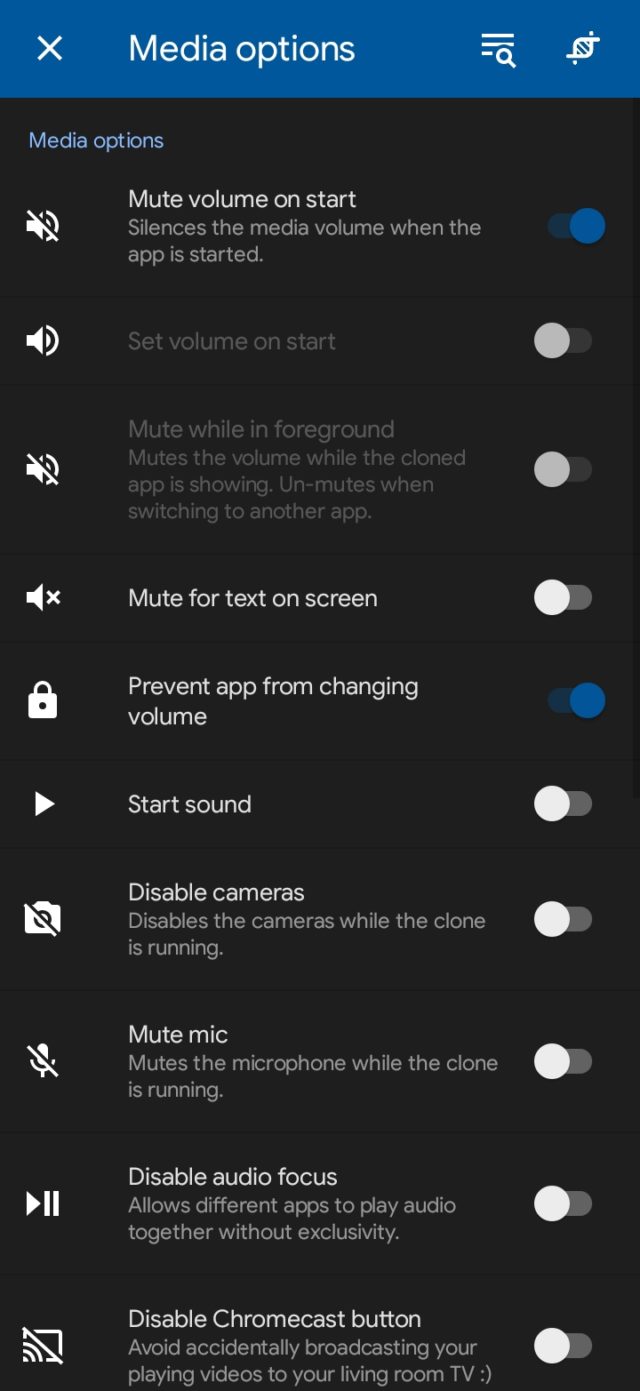 Media options
Media options
Mute volume on start
Silences the media volume when the
app is started.
Set volume on start
Mute while in foreground
Mutes the volume while the cloned
app is showing. Un-mutes when
switching to another app.
Mute for text on screen
Prevent app from changing
volume
Start sound
Disable cameras
Disables the cameras while the clone
is running.
Mute mic
Mutes the microphone while the clone
is running.
Disable audio focus
Allows different apps to play audio
together without exclusivity.
Disable Chromecast button
Avoid accidentally broadcasting your
playing videos to your living room TV :)